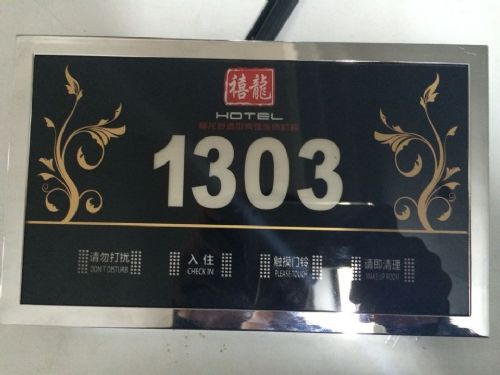 禧龍
HOTEL
1303
请勿打扰
DON'T DISTURB
入住
CHECK IN
触摸门铃
PLEASE TOUCH
请即清理
MAKE UP ROOM